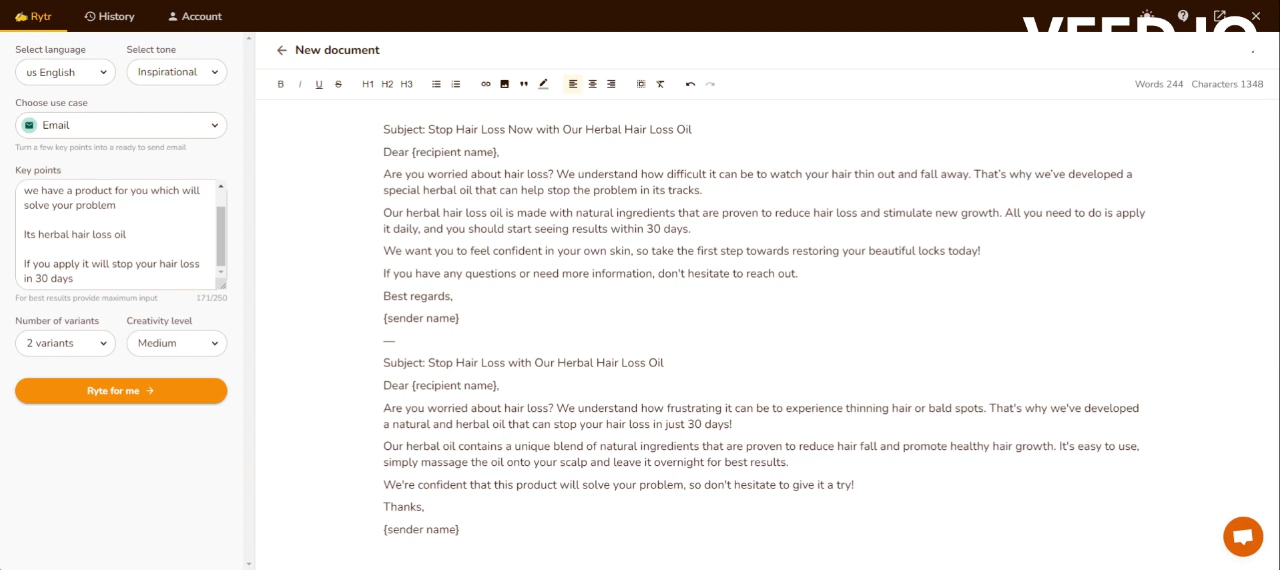 Rytr History Account
VEED.IO
Select language Select tone
us English Inspirational
Choose use case
Email
Turn a few key points into a ready to send email
Key points
we have a product for you which will
solve your problem
Its herbal hair loss oil
If you apply it will stop your hair loss
in 30 days
For best results provide maximum input 171/250
Number of variants Creativity level
2 variants Medium
Ryte for me →
← New document
B I U S H1 H2 H3 Words 244 Characters 1348
Subject: Stop Hair Loss Now with Our Herbal Hair Loss Oil
Dear {recipient name},
Are you worried about hair loss? We understand how difficult it can be to watch your hair thin out and fall away. That’s why we’ve developed a
special herbal oil that can help stop the problem in its tracks.
Our herbal hair loss oil is made with natural ingredients that are proven to reduce hair loss and stimulate new growth. All you need to do is apply
it daily, and you should start seeing results within 30 days.
We want you to feel confident in your own skin, so take the first step towards restoring your beautiful locks today!
If you have any questions or need more information, don't hesitate to reach out.
Best regards,
{sender name}
—
Subject: Stop Hair Loss with Our Herbal Hair Loss Oil
Dear {recipient name},
Are you worried about hair loss? We understand how frustrating it can be to experience thinning hair or bald spots. That's why we've developed
a natural and herbal oil that can stop your hair loss in just 30 days!
Our herbal oil contains a unique blend of natural ingredients that are proven to reduce hair fall and promote healthy hair growth. It's easy to use,
simply massage the oil onto your scalp and leave it overnight for best results.
We're confident that this product will solve your problem, so don't hesitate to give it a try!
Thanks,
{sender name}